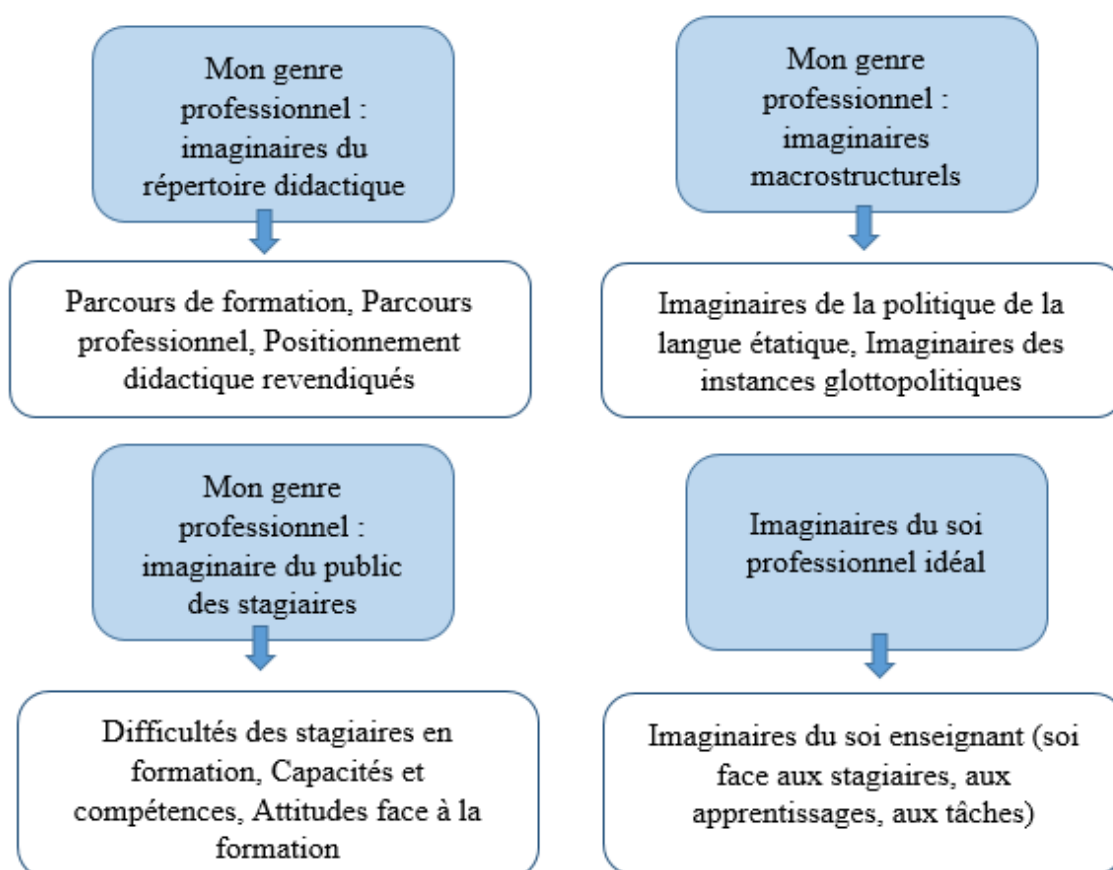 Mon genre
professionnel :
imaginaires du
répertoire didactique
Mon genre
professionnel :
imaginaires
macrostructurels
Parcours de formation, Parcours
professionnel, Positionnement
didactique revendiqués
Imaginaires de la politique de la
langue étatique, Imaginaires des
instances glottopolitiques
Mon genre
professionnel :
imaginaire du public
des stagiaires
Imaginaires du soi
professionnel idéal
Difficultés des stagiaires en
formation, Capacités et
compétences, Attitudes face à la
formation
Imaginaires du soi enseignant (soi
face aux stagiaires, aux
apprentissages, aux tâches)